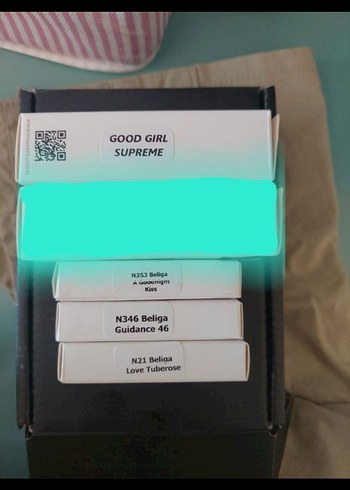 GOOD GIRL
SUPREME
N353 Beliga
A Goodnight
Kiss
N346 Beliga
Guidance 46
N21 Beliga
Love Tuberose